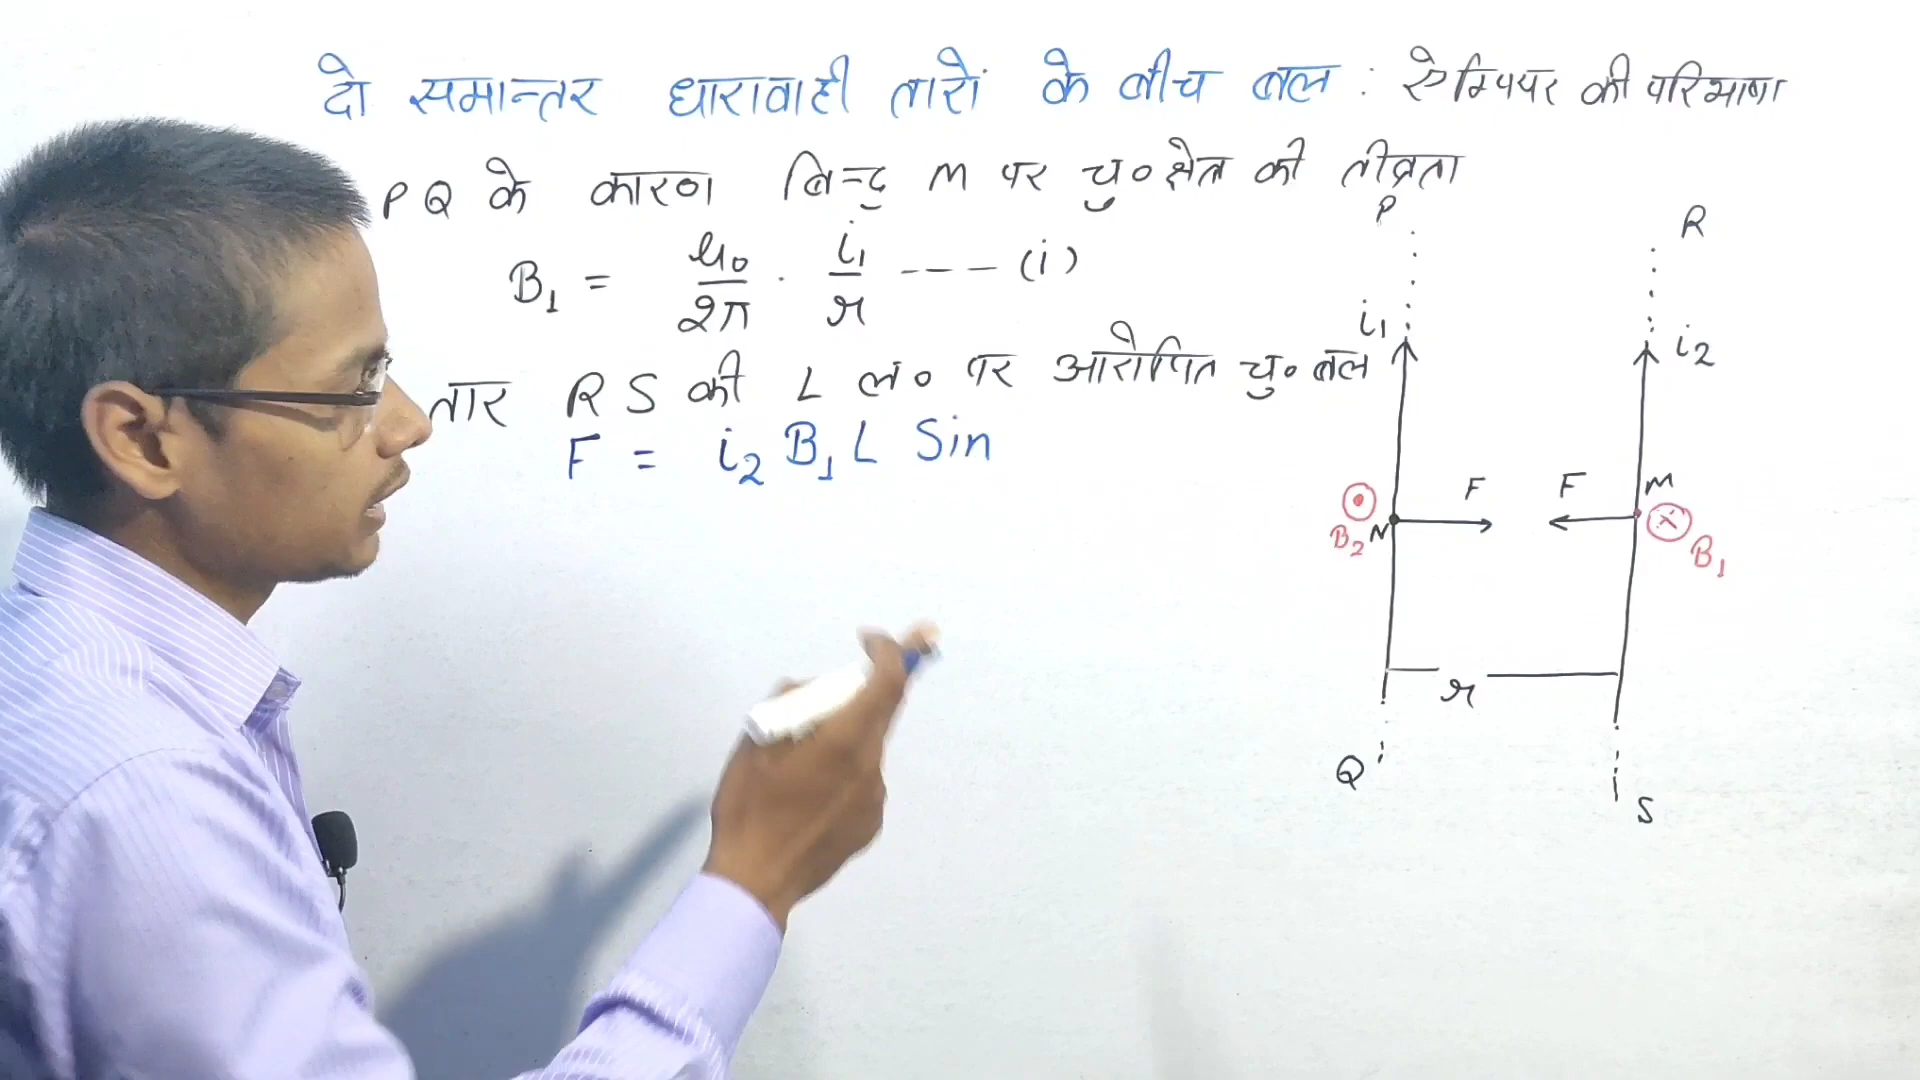 दो समान्तर धारावाही तारों के बीच बल : ऐम्पियर की परिभाषा
PQ के कारण बिन्दु M पर चु० क्षेत्र की तीव्रता
B₁ = μ₀/2π · i₁/r ---- (i)
तार RS की L लं० पर आरोपित चु० बल
F = i₂ B₁ L Sin
P
R
i₁
i₂
F
F
M
N
B₂
B₁
r
Q
S